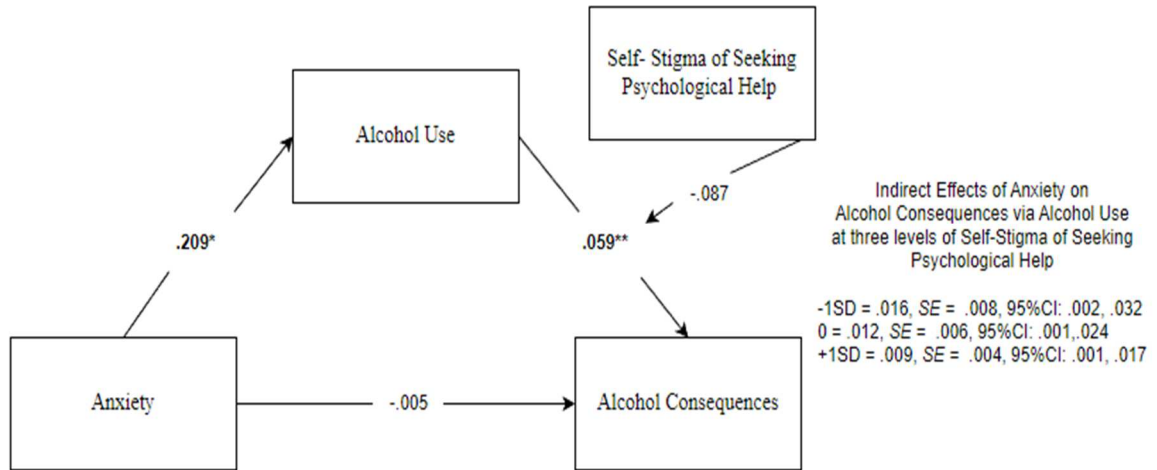 Self- Stigma of Seeking
Psychological Help
Alcohol Use
-.087
.209*
.059**
Anxiety
-.005
Alcohol Consequences
Indirect Effects of Anxiety on
Alcohol Consequences via Alcohol Use
at three levels of Self-Stigma of Seeking
Psychological Help
-1SD = .016, SE = .008, 95%CI: .002, .032
0 = .012, SE = .006, 95%CI: .001,.024
+1SD = .009, SE = .004, 95%CI: .001, .017